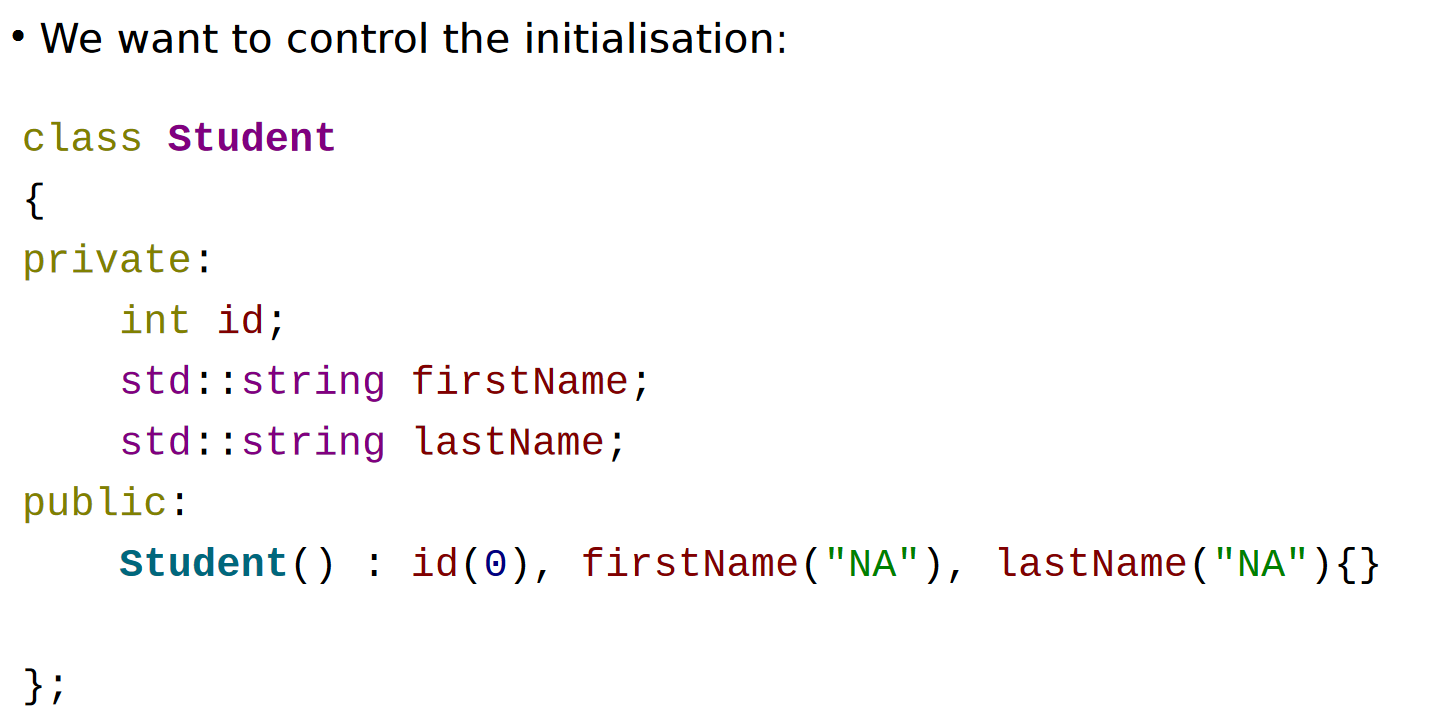 • We want to control the initialisation:
class Student
{
private:
    int id;
    std::string firstName;
    std::string lastName;
public:
    Student() : id(0), firstName("NA"), lastName("NA"){}
};